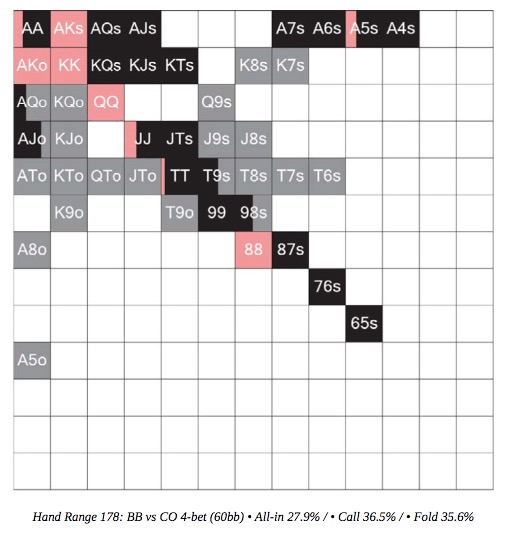 AA AKs AQs AJs A7s A6s A5s A4s
AKo KK KQs KJs KTs K8s K7s
AQo KQo QQ Q9s
AJo KJo JJ JTs J9s J8s
ATo KTo QTo JTo TT T9s T8s T7s T6s
K9o T9o 99 98s
A8o 88 87s
76s
65s
A5o
Hand Range 178: BB vs CO 4-bet (60bb) • All-in 27.9% / • Call 36.5% / • Fold 35.6%